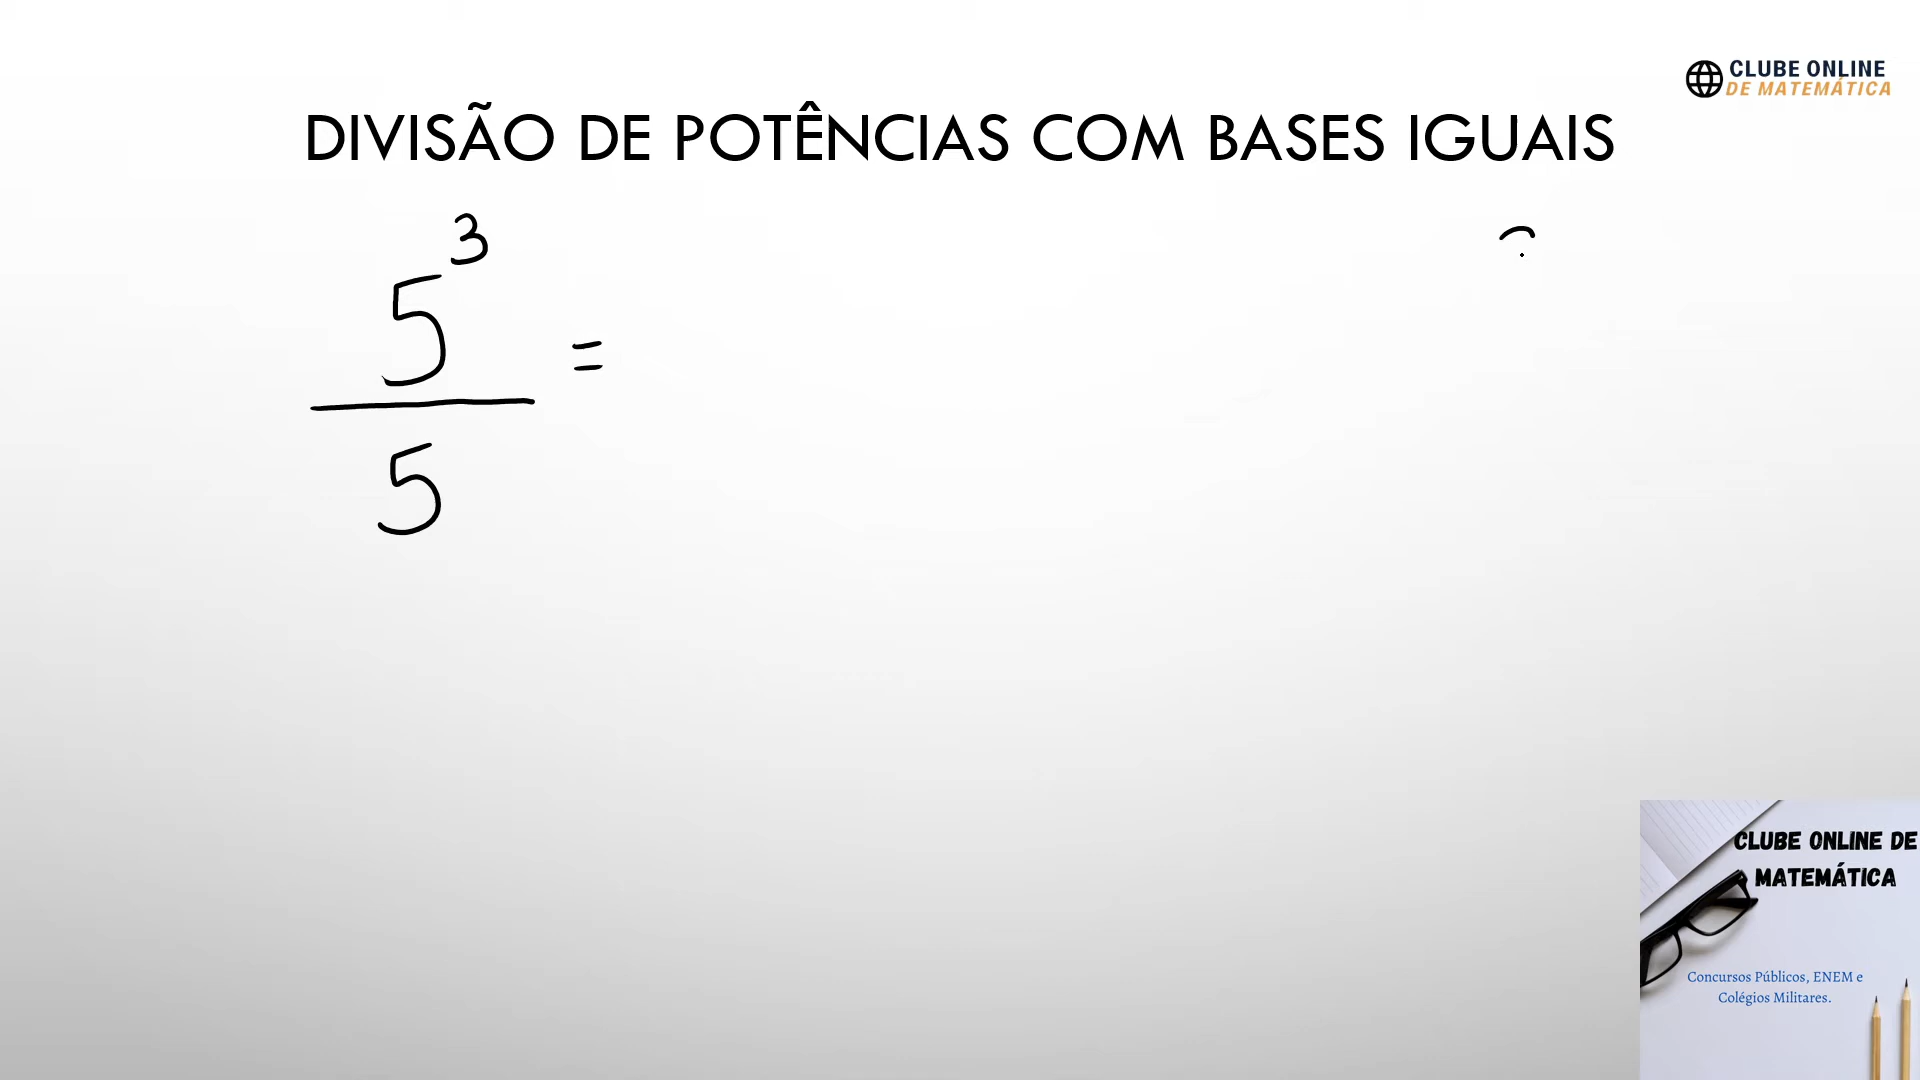 CLUBE ONLINE
DE MATEMÁTICA
DIVISÃO DE POTÊNCIAS COM BASES IGUAIS
5³
=
5
CLUBE ONLINE DE
MATEMÁTICA
Concursos Públicos, ENEM e
Colégios Militares.